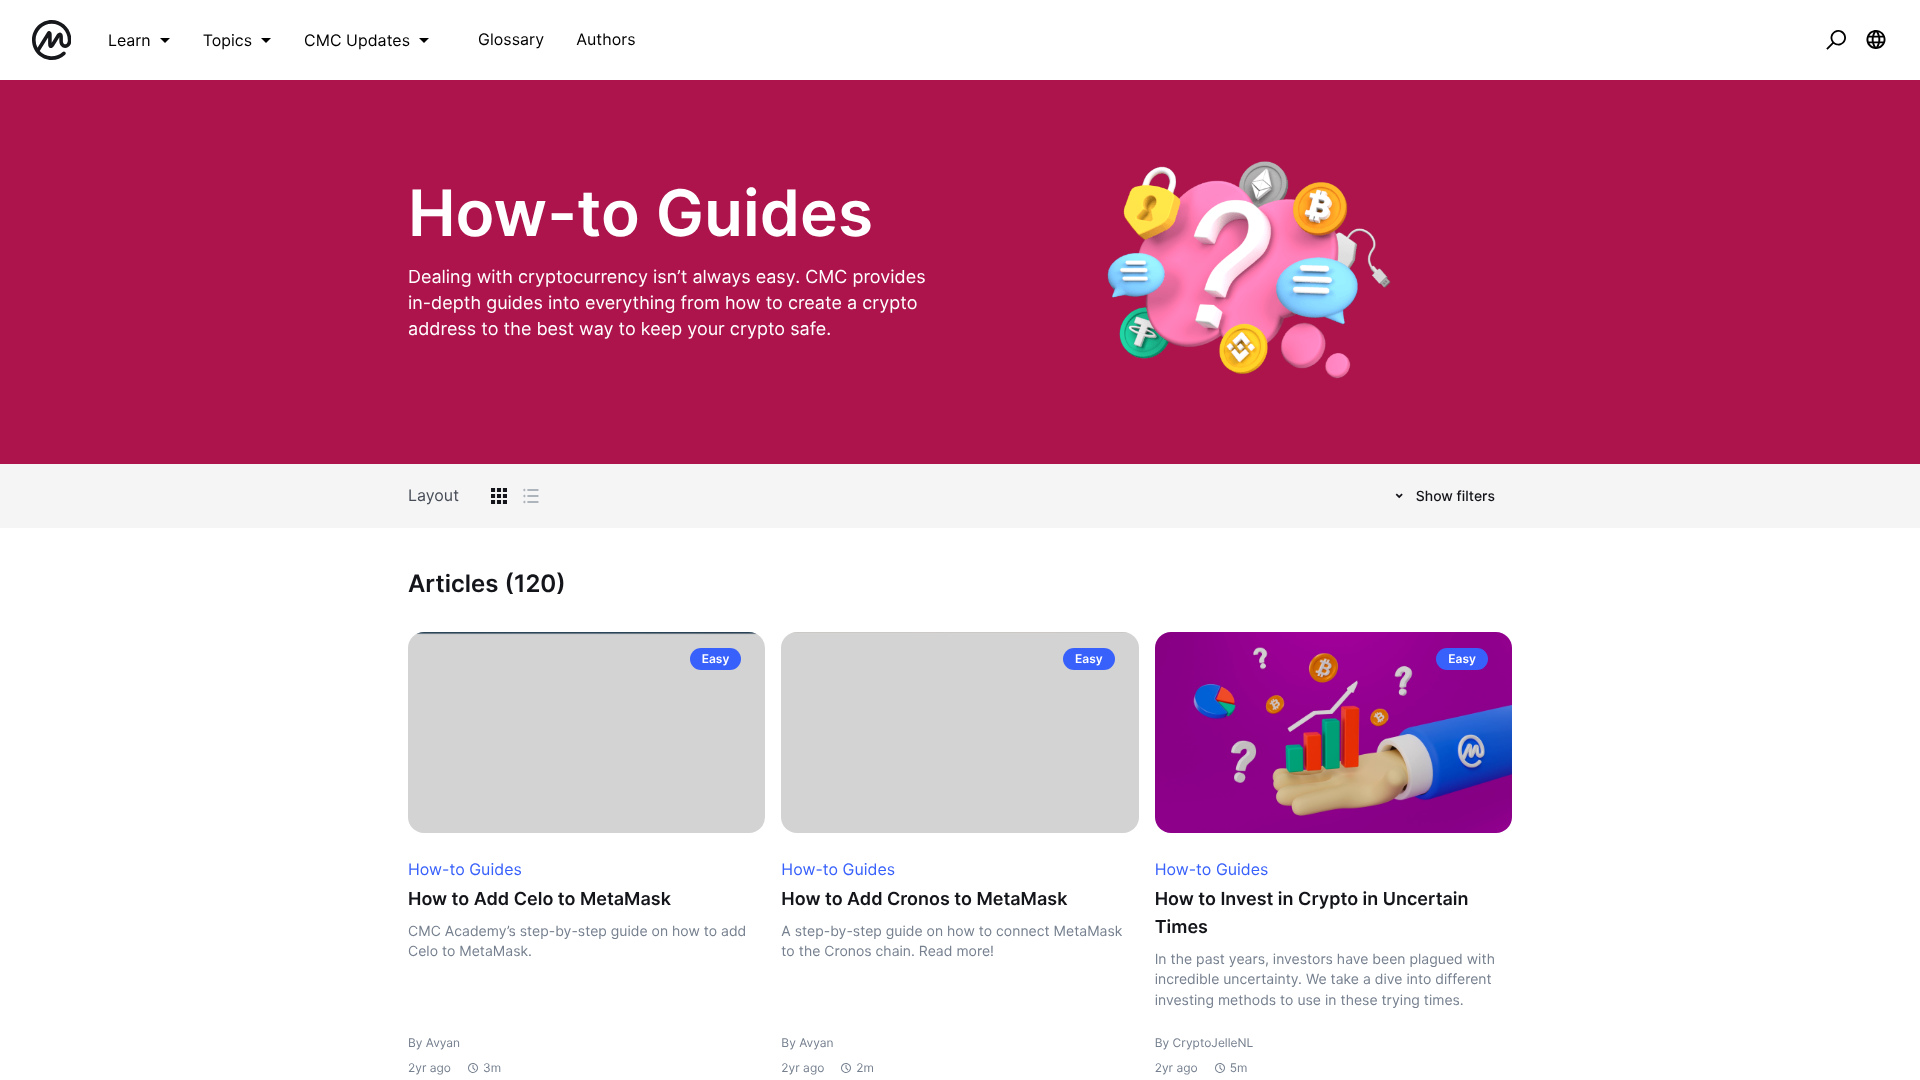 Learn
Topics
CMC Updates
Glossary
Authors
How-to Guides
Dealing with cryptocurrency isn’t always easy. CMC provides
in-depth guides into everything from how to create a crypto
address to the best way to keep your crypto safe.
Layout
Show filters
Articles (120)
Easy
Easy
Easy
How-to Guides
How to Add Celo to MetaMask
CMC Academy’s step-by-step guide on how to add
Celo to MetaMask.
By Avyan
2yr ago
3m
How-to Guides
How to Add Cronos to MetaMask
A step-by-step guide on how to connect MetaMask
to the Cronos chain. Read more!
By Avyan
2yr ago
2m
How-to Guides
How to Invest in Crypto in Uncertain
Times
In the past years, investors have been plagued with
incredible uncertainty. We take a dive into different
investing methods to use in these trying times.
By CryptoJelleNL
2yr ago
5m